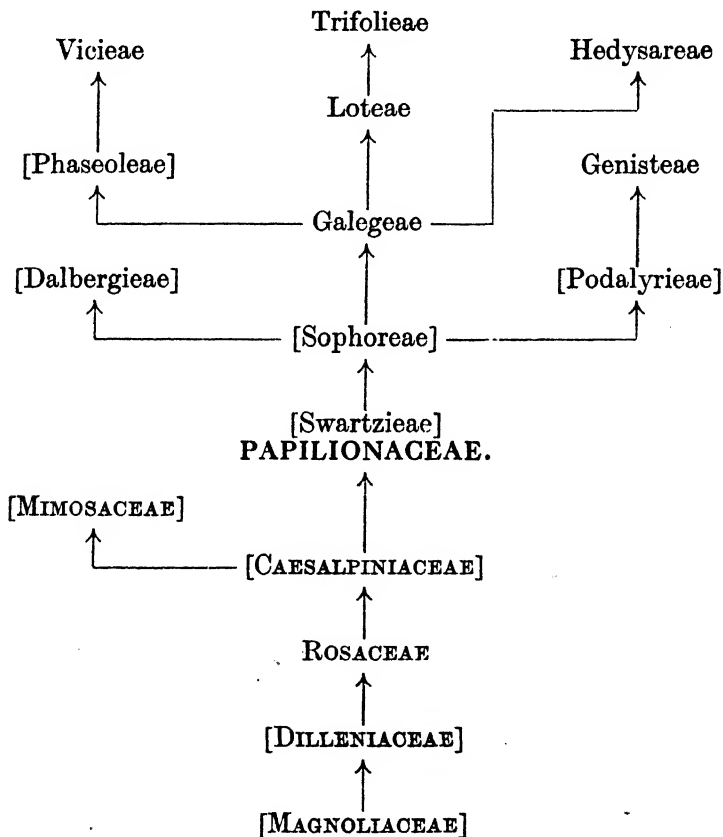 Trifolieae
Vicieae Hedysareae
Loteae
[Phaseoleae] Genisteae
Galegeae
[Dalbergieae] [Podalyrieae]
[Sophoreae]
[Swartzieae]
PAPILIONACEAE.
[MIMOSACEAE]
[CAESALPINIACEAE]
ROSACEAE
[DILLENIACEAE]
[MAGNOLIACEAE]